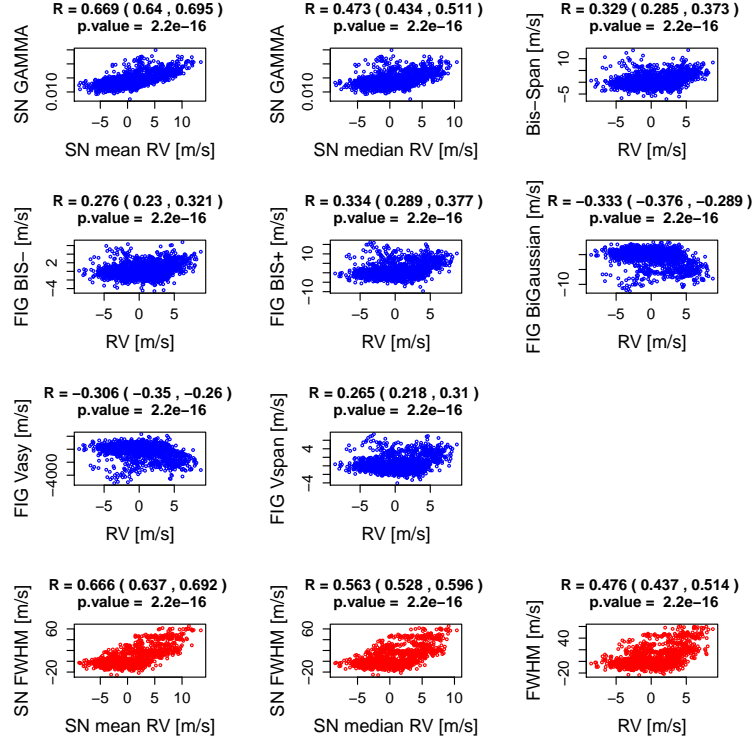 R = 0.669 ( 0.64 , 0.695)
p.value =  2.2e−16
SN GAMMA
0.010
−5 0 5 10
SN mean RV [m/s]
R = 0.473 ( 0.434 , 0.511)
p.value =  2.2e−16
SN GAMMA
0.010
−5 0 5 10
SN median RV [m/s]
R = 0.329 ( 0.285 , 0.373)
p.value =  2.2e−16
Bis−Span [m/s]
−5 10
−5 0 5
RV [m/s]
R = 0.276 ( 0.23 , 0.321)
p.value =  2.2e−16
FIG BIS− [m/s]
−4 2
−5 0 5
RV [m/s]
R = 0.334 ( 0.289 , 0.377)
p.value =  2.2e−16
FIG BIS+ [m/s]
−10 10
−5 0 5
RV [m/s]
R = −0.333 ( −0.376 , −0.289)
p.value =  2.2e−16
FIG BiGaussian [m/s]
−10
−5 0 5
RV [m/s]
R = −0.306 ( −0.35 , −0.26)
p.value =  2.2e−16
FIG Vasy [m/s]
−4000
−5 0 5
RV [m/s]
R = 0.265 ( 0.218 , 0.31)
p.value =  2.2e−16
FIG Vspan [m/s]
−4 4
−5 0 5
RV [m/s]
R = 0.666 ( 0.637 , 0.692)
p.value =  2.2e−16
SN FWHM [m/s]
−20 60
−5 0 5 10
SN mean RV [m/s]
R = 0.563 ( 0.528 , 0.596)
p.value =  2.2e−16
SN FWHM [m/s]
−20 60
−5 0 5 10
SN median RV [m/s]
R = 0.476 ( 0.437 , 0.514)
p.value =  2.2e−16
FWHM [m/s]
−20 40
−5 0 5
RV [m/s]